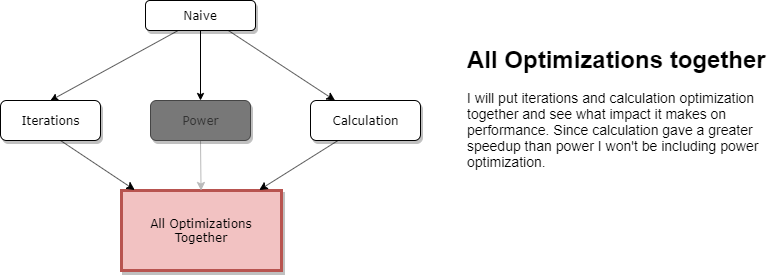 Naive
Iterations
Power
Calculation
All Optimizations
Together
All Optimizations together
I will put iterations and calculation optimization
together and see what impact it makes on
performance. Since calculation gave a greater
speedup than power I won't be including power
optimization.